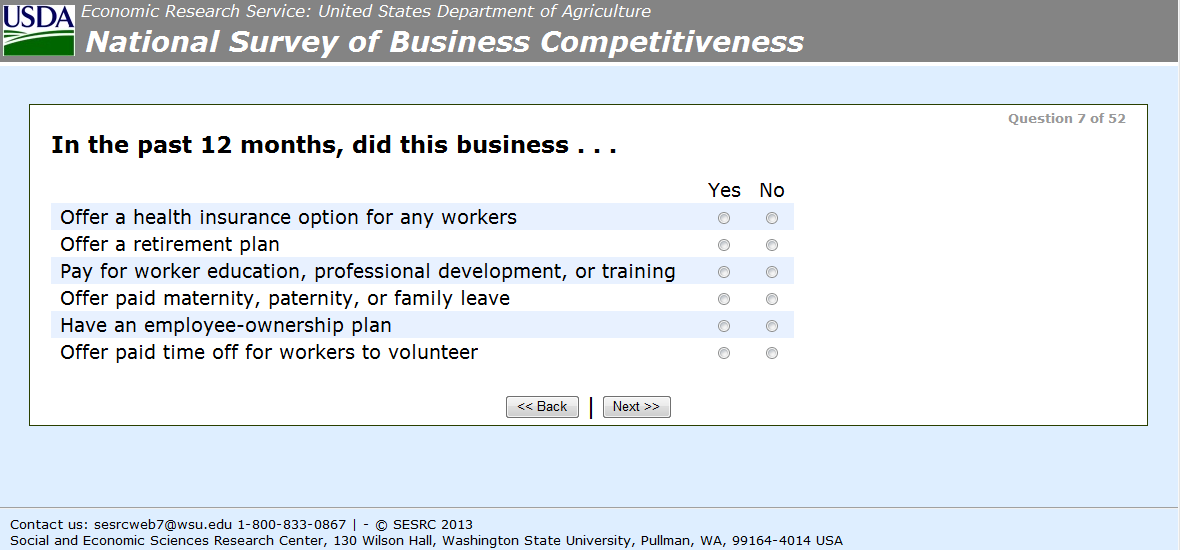 USDA
Economic Research Service: United States Department of Agriculture
National Survey of Business Competitiveness
Question 7 of 52
In the past 12 months, did this business . . .
Yes No
Offer a health insurance option for any workers
Offer a retirement plan
Pay for worker education, professional development, or training
Offer paid maternity, paternity, or family leave
Have an employee-ownership plan
Offer paid time off for workers to volunteer
<< Back | Next >>
Contact us: sesrcweb7@wsu.edu 1-800-833-0867 | - © SESRC 2013
Social and Economic Sciences Research Center, 130 Wilson Hall, Washington State University, Pullman, WA, 99164-4014 USA